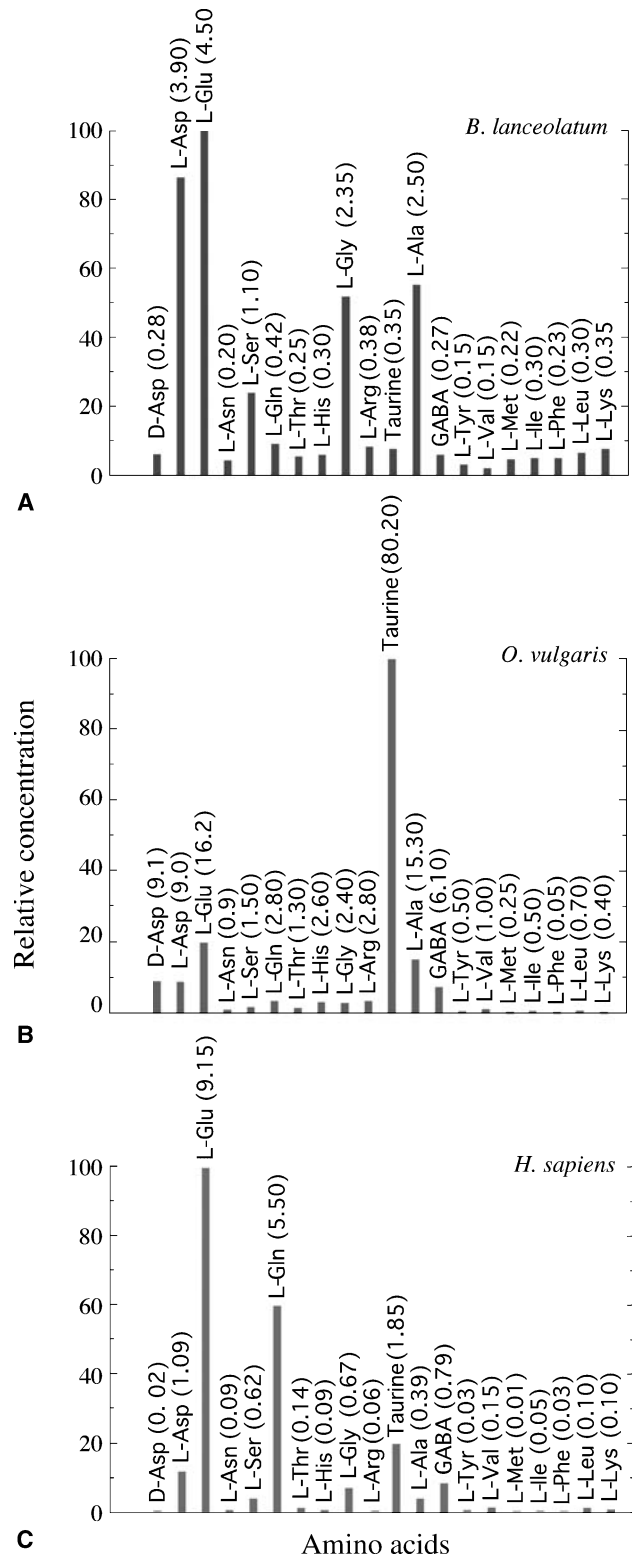 B. lanceolatum
100
80
60
40
20
0
D-Asp (0.28)
L-Asp (3.90)
L-Glu (4.50
L-Asn (0.20)
L-Ser (1.10)
L-Gln (0.42)
L-Thr (0.25)
L-His (0.30)
L-Gly (2.35)
L-Arg (0.38)
Taurine (0.35)
L-Ala (2.50)
GABA (0.27)
L-Tyr (0.15)
L-Val (0.15)
L-Met (0.22)
L-Ile (0.30)
L-Phe (0.23)
L-Leu (0.30)
L-Lys (0.35
A
Relative concentration
O. vulgaris
100
80
60
40
20
0
D-Asp (9.1)
L-Asp (9.0)
L-Glu (16.2)
L-Asn (0.9)
L-Ser (1.50)
L-Gln (2.80)
L-Thr (1.30)
L-His (2.60)
L-Gly (2.40)
L-Arg (2.80)
Taurine (80.20)
L-Ala (15.30)
GABA (6.10)
L-Tyr (0.50)
L-Val (1.00)
L-Met (0.25)
L-Ile (0.50)
L-Phe (0.05)
L-Leu (0.70)
L-Lys (0.40)
B
H. sapiens
100
80
60
40
20
0
D-Asp (0. 02)
L-Asp (1.09)
L-Glu (9.15)
L-Asn (0.09)
L-Ser (0.62)
L-Gln (5.50)
L-Thr (0.14)
L-His (0.09)
L-Gly (0.67)
L-Arg (0.06)
Taurine (1.85)
L-Ala (0.39)
GABA (0.79)
L-Tyr (0.03)
L-Val (0.15)
L-Met (0.01)
L-Ile (0.05)
L-Phe (0.03)
L-Leu (0.10)
L-Lys (0.10)
C
Amino acids